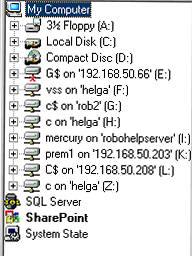 My Computer
3½ Floppy (A:)
Local Disk (C:)
Compact Disc (D:)
G$ on '192.168.50.66' (E:)
vss on 'helga' (F:)
c$ on 'rob2' (G:)
c on 'helga' (H:)
mercury on 'robohelpserver' (I:)
prem1 on '192.168.50.203' (K:)
C$ on '192.168.50.208' (L:)
c on 'helga' (Z:)
SQL Server
SharePoint
System State